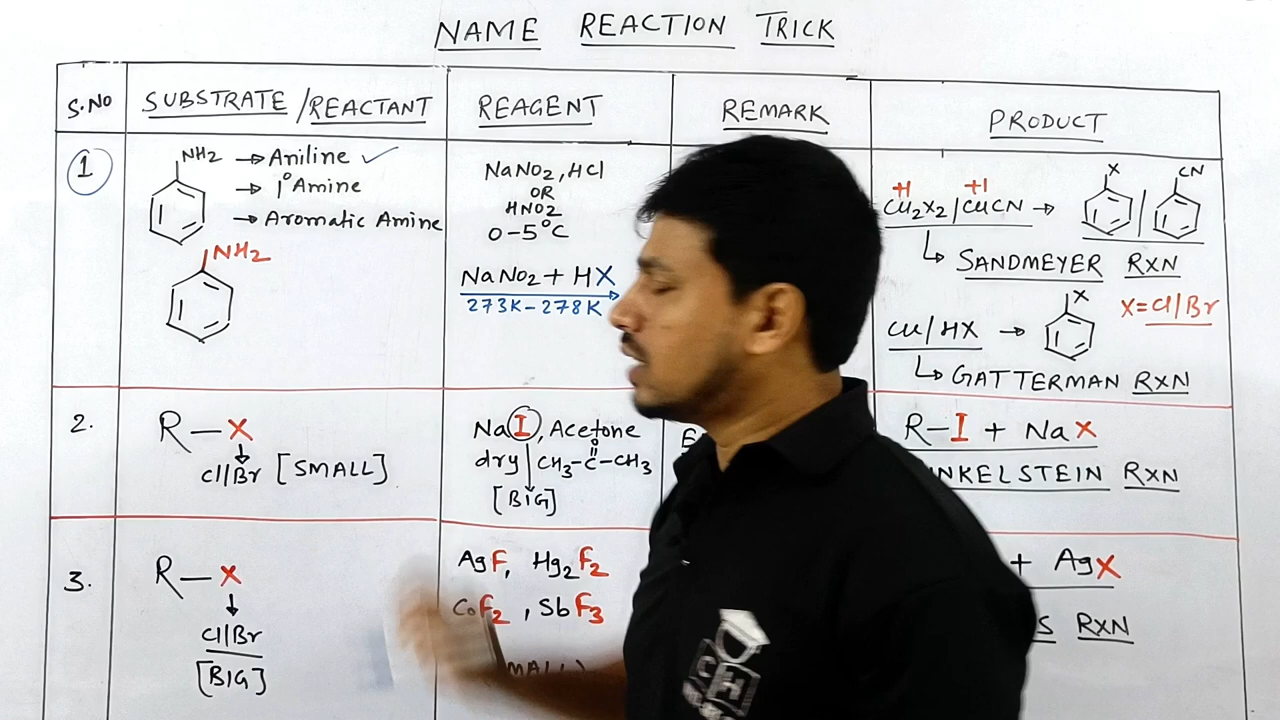 NAME REACTION TRICK
S.NO
SUBSTRATE/REACTANT
REAGENT
REMARK
PRODUCT
1
NH2 → Aniline ✓
→ 1° Amine
→ Aromatic Amine
NH2
NaNO2, HCl
OR
HNO2
0-5°C
NaNO2 + HX
273K-278K
+1 +1
Cu2X2/CuCN →
X
CN
SANDMEYER RXN
X=Cl/Br
Cu/HX →
X
GATTERMAN RXN
2.
R-X
Cl/Br [SMALL]
NaI, Acetone
dry
O
CH3-C-CH3
[BIG]
R-I + NaX
NKELSTEIN RXN
3.
R-X
Cl/Br
[BIG]
AgF, Hg2F2
CoF2, SbF3
+ AgX
S RXN